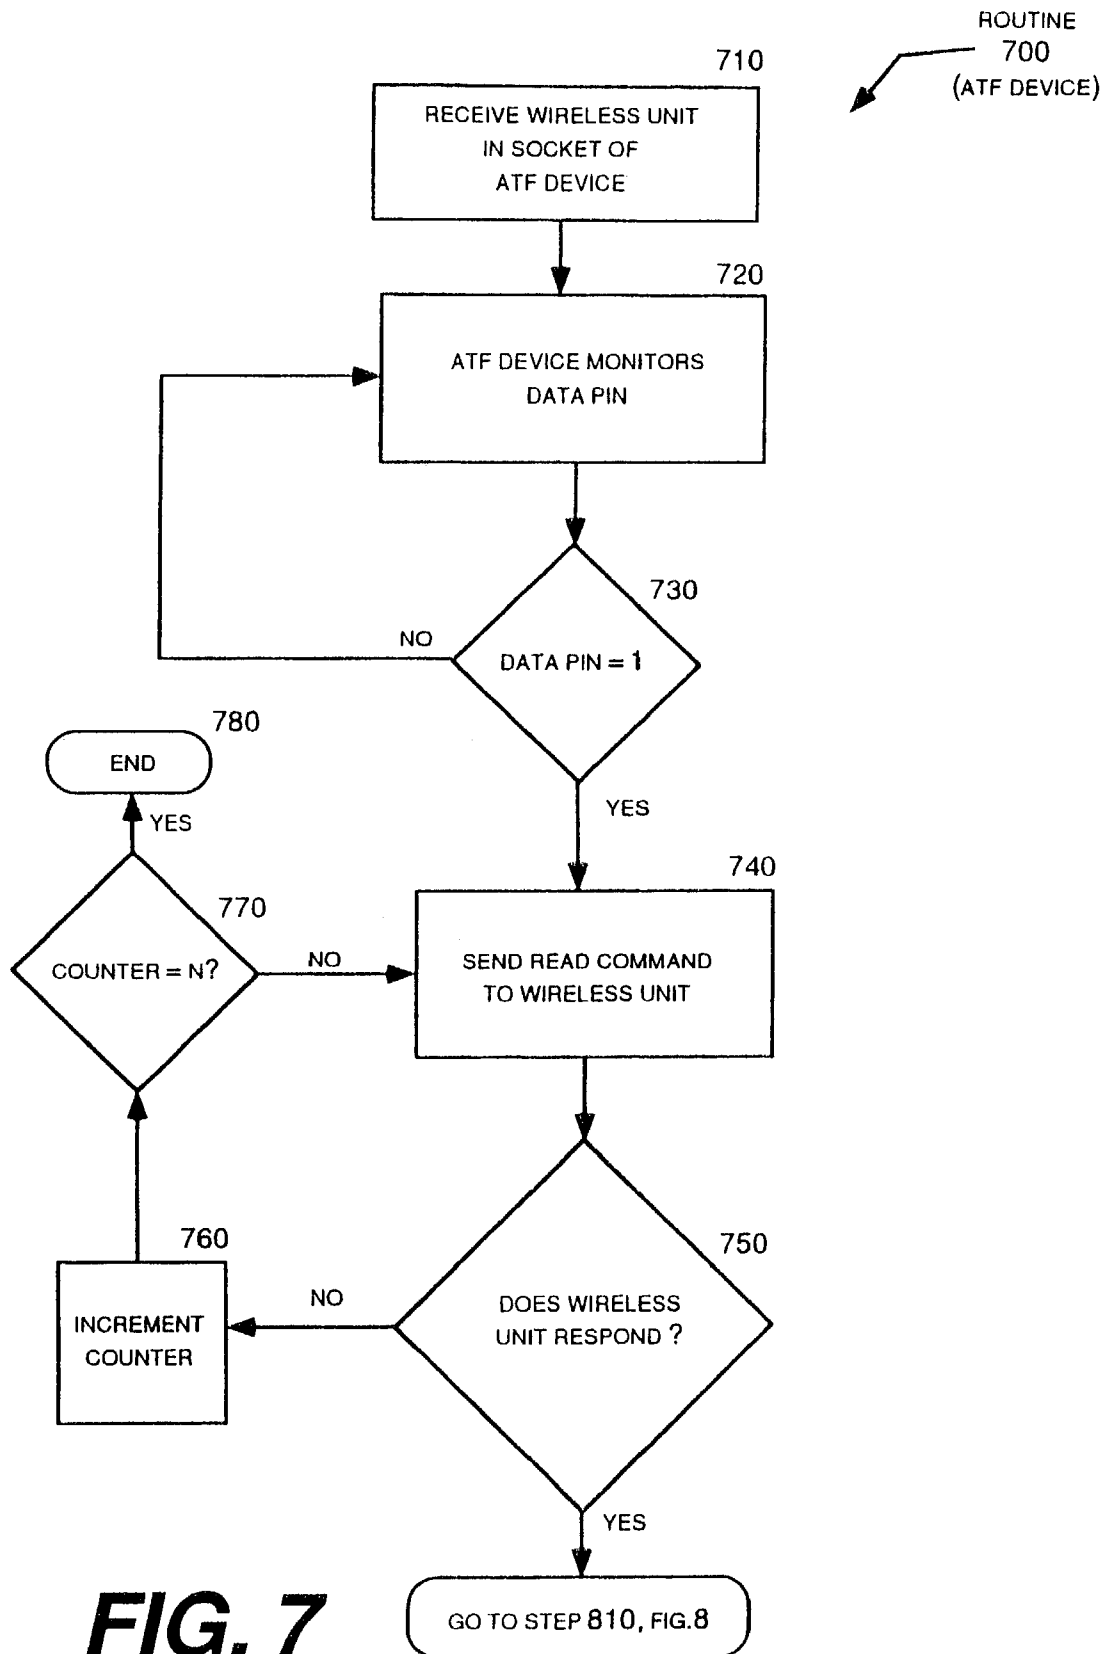 ROUTINE
700
(ATF DEVICE)
710
RECEIVE WIRELESS UNIT
IN SOCKET OF
ATF DEVICE
720
ATF DEVICE MONITORS
DATA PIN
730
NO
DATA PIN = 1
780
END
YES
YES
740
770
COUNTER = N?
NO
SEND READ COMMAND
TO WIRELESS UNIT
760
750
NO
DOES WIRELESS
UNIT RESPOND ?
INCREMENT
COUNTER
YES
FIG. 7
GO TO STEP 810, FIG.8